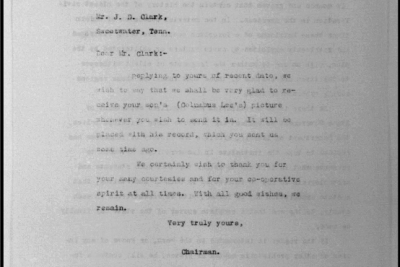 Mr. J. S. Clark,
Sweetwater, Tenn.
Dear Mr. Clark:-
Replying to yours of recent date, we
wish to say that we shall be very glad to re-
ceive your son's (Columbus Lee's) picture
whenever you wish to send it in. It will be
placed with his record, which you sent us
some time ago.
We certainly wish to thank you for
your many courtesies and for your co-operative
spirit at all times. With all good wishes, we
remain.
Very truly yours,
Chairman.